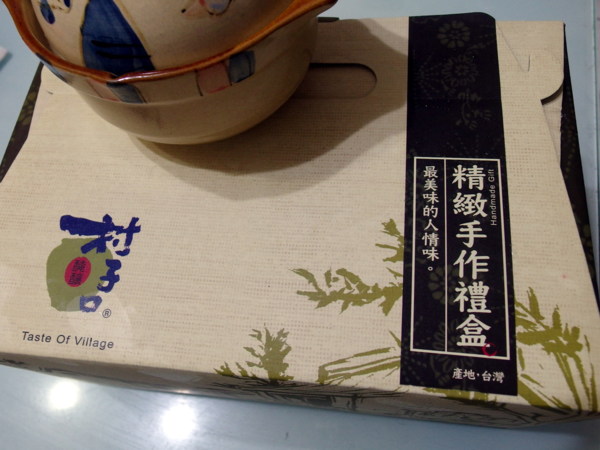 精緻手作禮盒
Handmade Gift
最美味的人情味。
產地·台灣
村子口
®
Taste Of Village